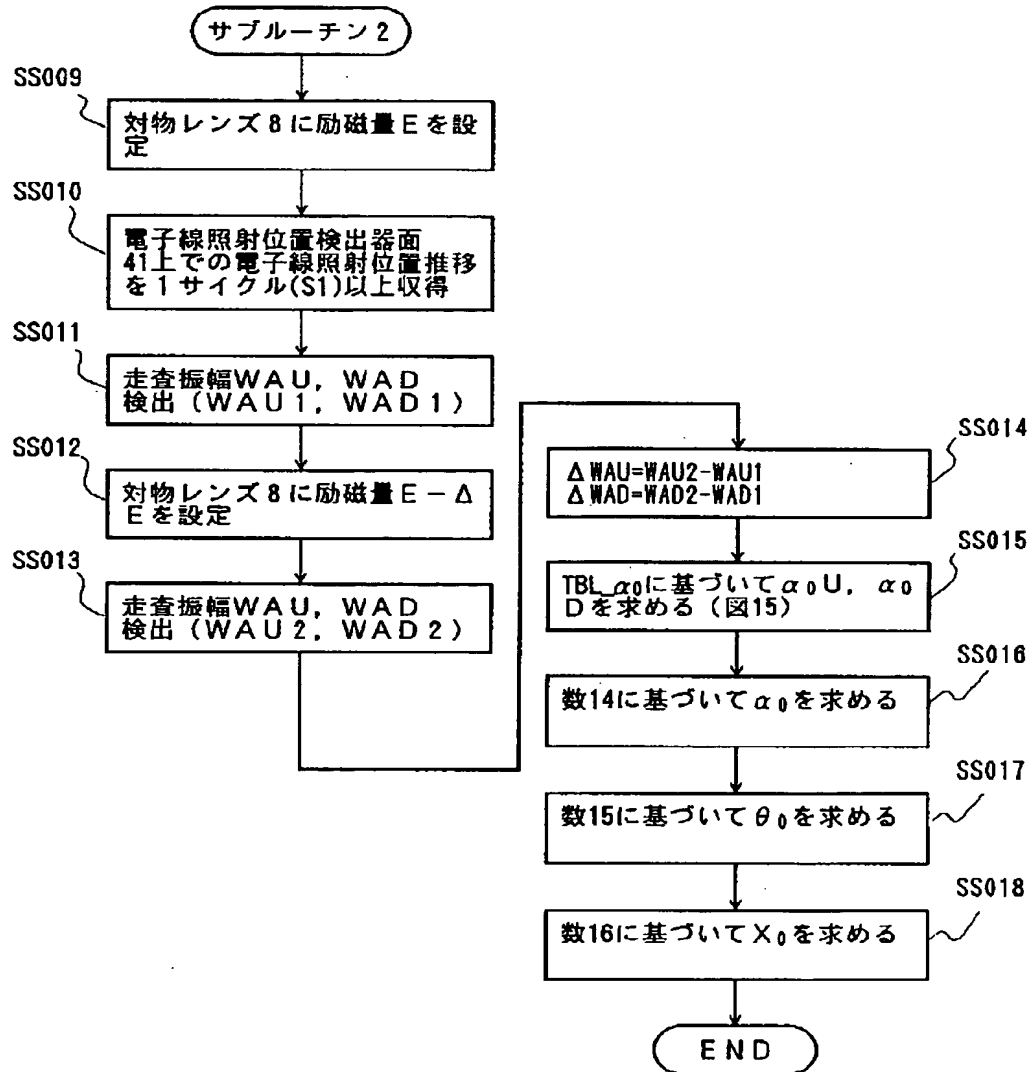 サブルーチン2
SS009
対物レンズ8に励磁量Eを設
定
SS010
電子線照射位置検出器面
41上での電子線照射位置推移
を1サイクル(S1)以上収得
SS011
走査振幅WAU, WAD
検出(WAU1, WAD1)
SS012
対物レンズ8に励磁量E-Δ
Eを設定
SS013
走査振幅WAU, WAD
検出(WAU2, WAD2)
SS014
ΔWAU=WAU2-WAU1
ΔWAD=WAD2-WAD1
SS015
TBL_α0に基づいてα0U, α0
Dを求める(図15)
SS016
数14に基づいてα0を求める
SS017
数15に基づいてθ0を求める
SS018
数16に基づいてX0を求める
END